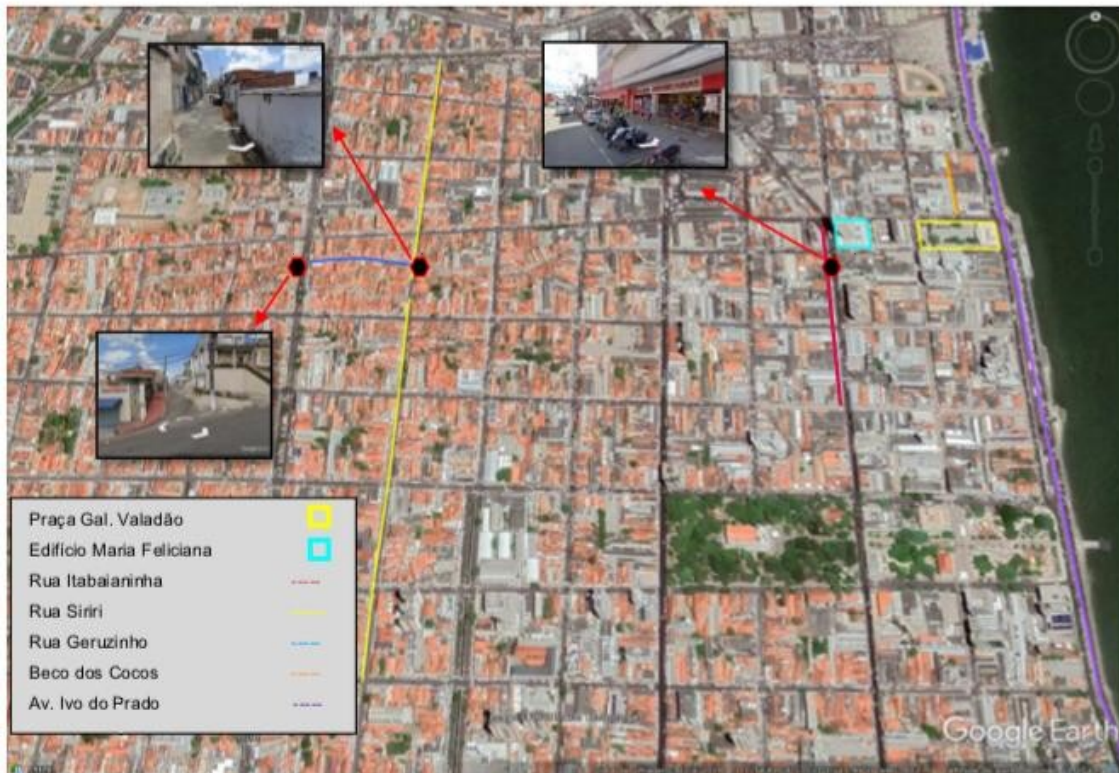 Praça Gal. Valadão
Edifício Maria Feliciana
Rua Itabaianinha
Rua Siriri
Rua Geruzinho
Beco dos Cocos
Av. Ivo do Prado
Google Earth